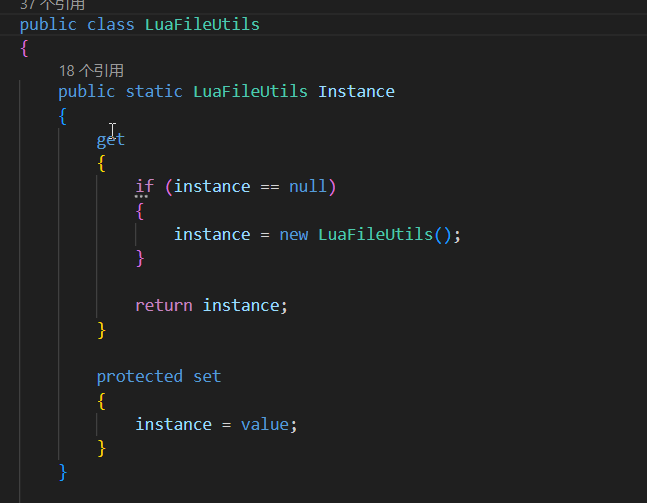 37 个引用
public class LuaFileUtils
{
18 个引用
public static LuaFileUtils Instance
{
get
{
if (instance == null)
{
instance = new LuaFileUtils();
}
return instance;
}
protected set
{
instance = value;
}
}